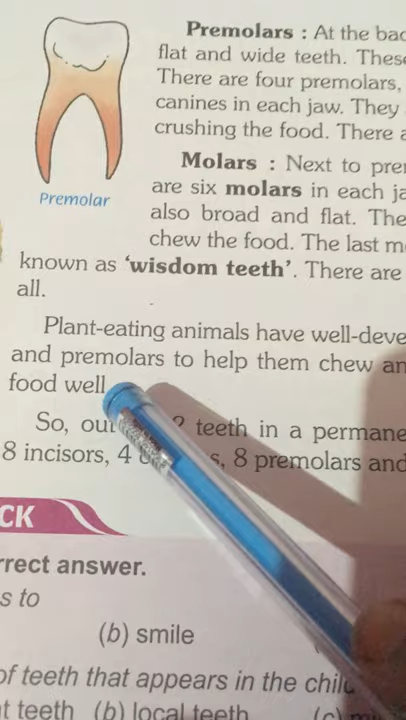 Premolars : At the bac
flat and wide teeth. These
There are four premolars,
canines in each jaw. They
crushing the food. There a
Premolar
Molars : Next to prem
are six molars in each ja
also broad and flat. The
chew the food. The last m
known as ‘wisdom teeth’. There are
all.
Plant-eating animals have well-deve
and premolars to help them chew an
food well
So, out 2 teeth in a permane
8 incisors, 4 s, 8 premolars and
CK
rrect answer.
s to
(b) smile
of teeth that appears in the chil
t teeth (b) local teeth (c)